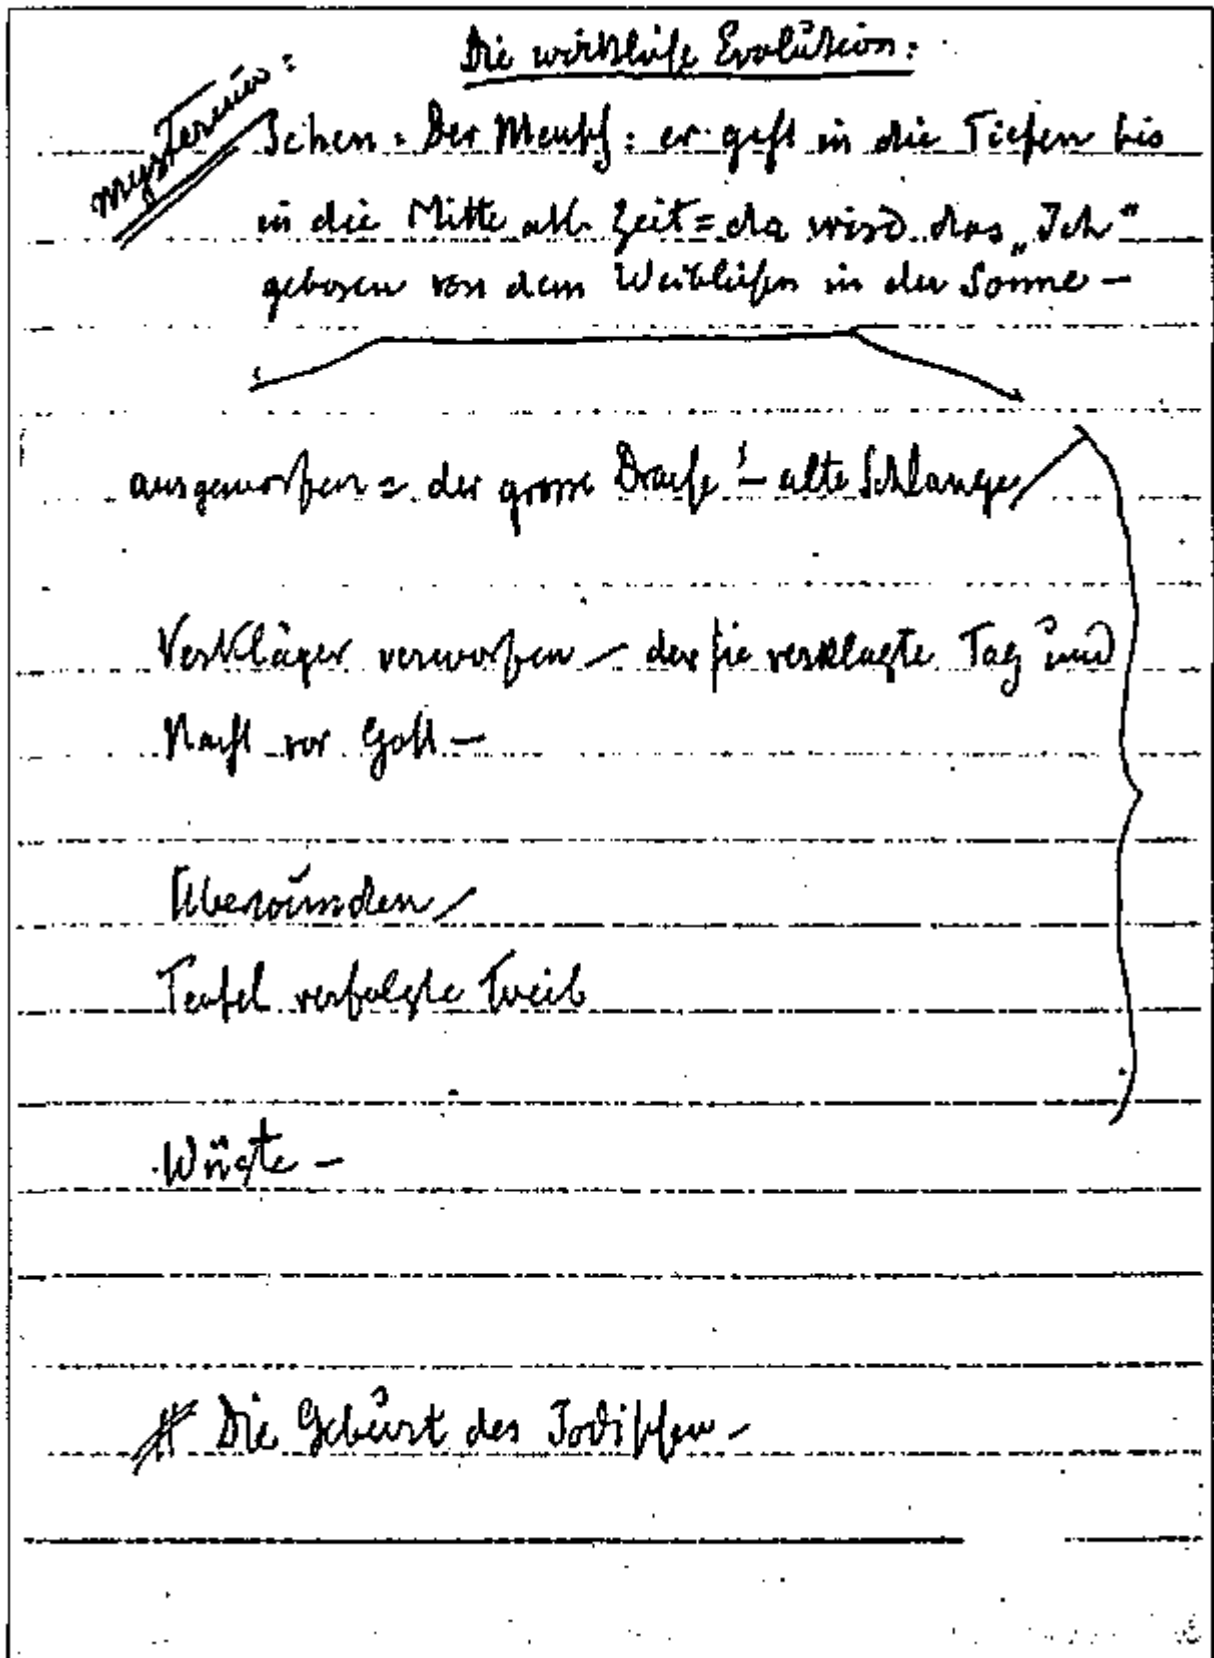 Die wirkliche Evolution:
Mysterium:
Ichen = Der Mensch: er geht in die Tiefen bis
in die Mitte all. Zeit = da wird das „Ich"
geboren von dem Weiblichen in der Sonne —
ausgeworfen = der grosse Drache! — alte Schlange/
Verkläger verworfen — der sie verklagte Tag und
Nacht vor Gott —
Überwunden /
Teufel verfolgte Weib
Wüste —
# Die Geburt des Irdischen —